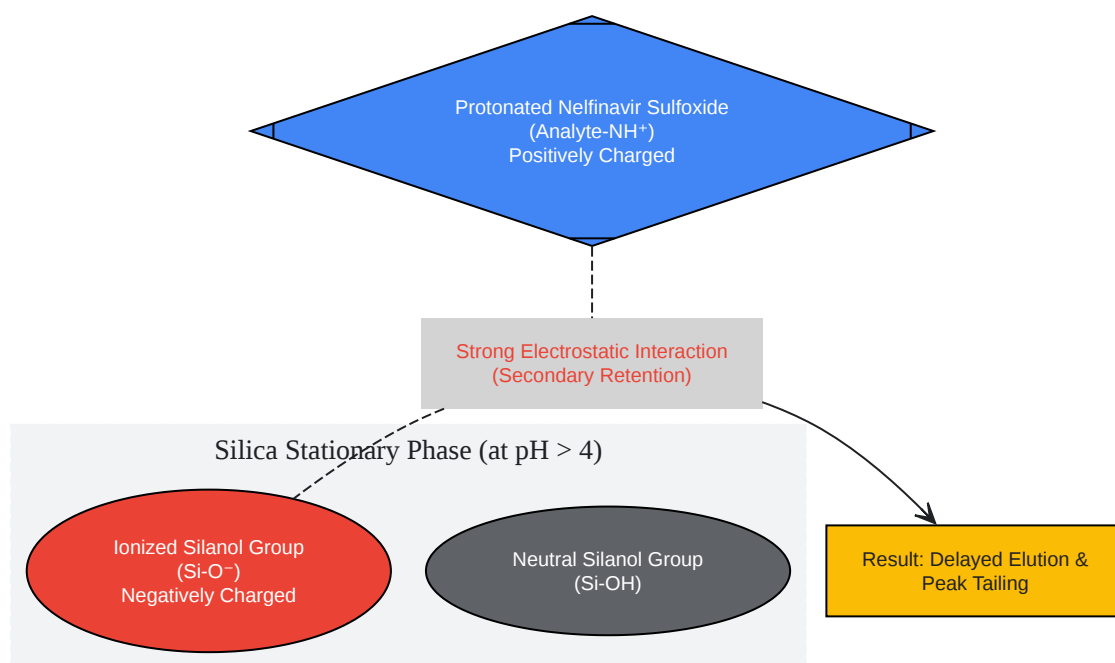 Protonated Nelfinavir Sulfoxide
(Analyte-NH⁺)
Positively Charged
Strong Electrostatic Interaction
(Secondary Retention)
Silica Stationary Phase (at pH > 4)
Ionized Silanol Group
(Si-O⁻)
Negatively Charged
Neutral Silanol Group
(Si-OH)
Result: Delayed Elution &
Peak Tailing